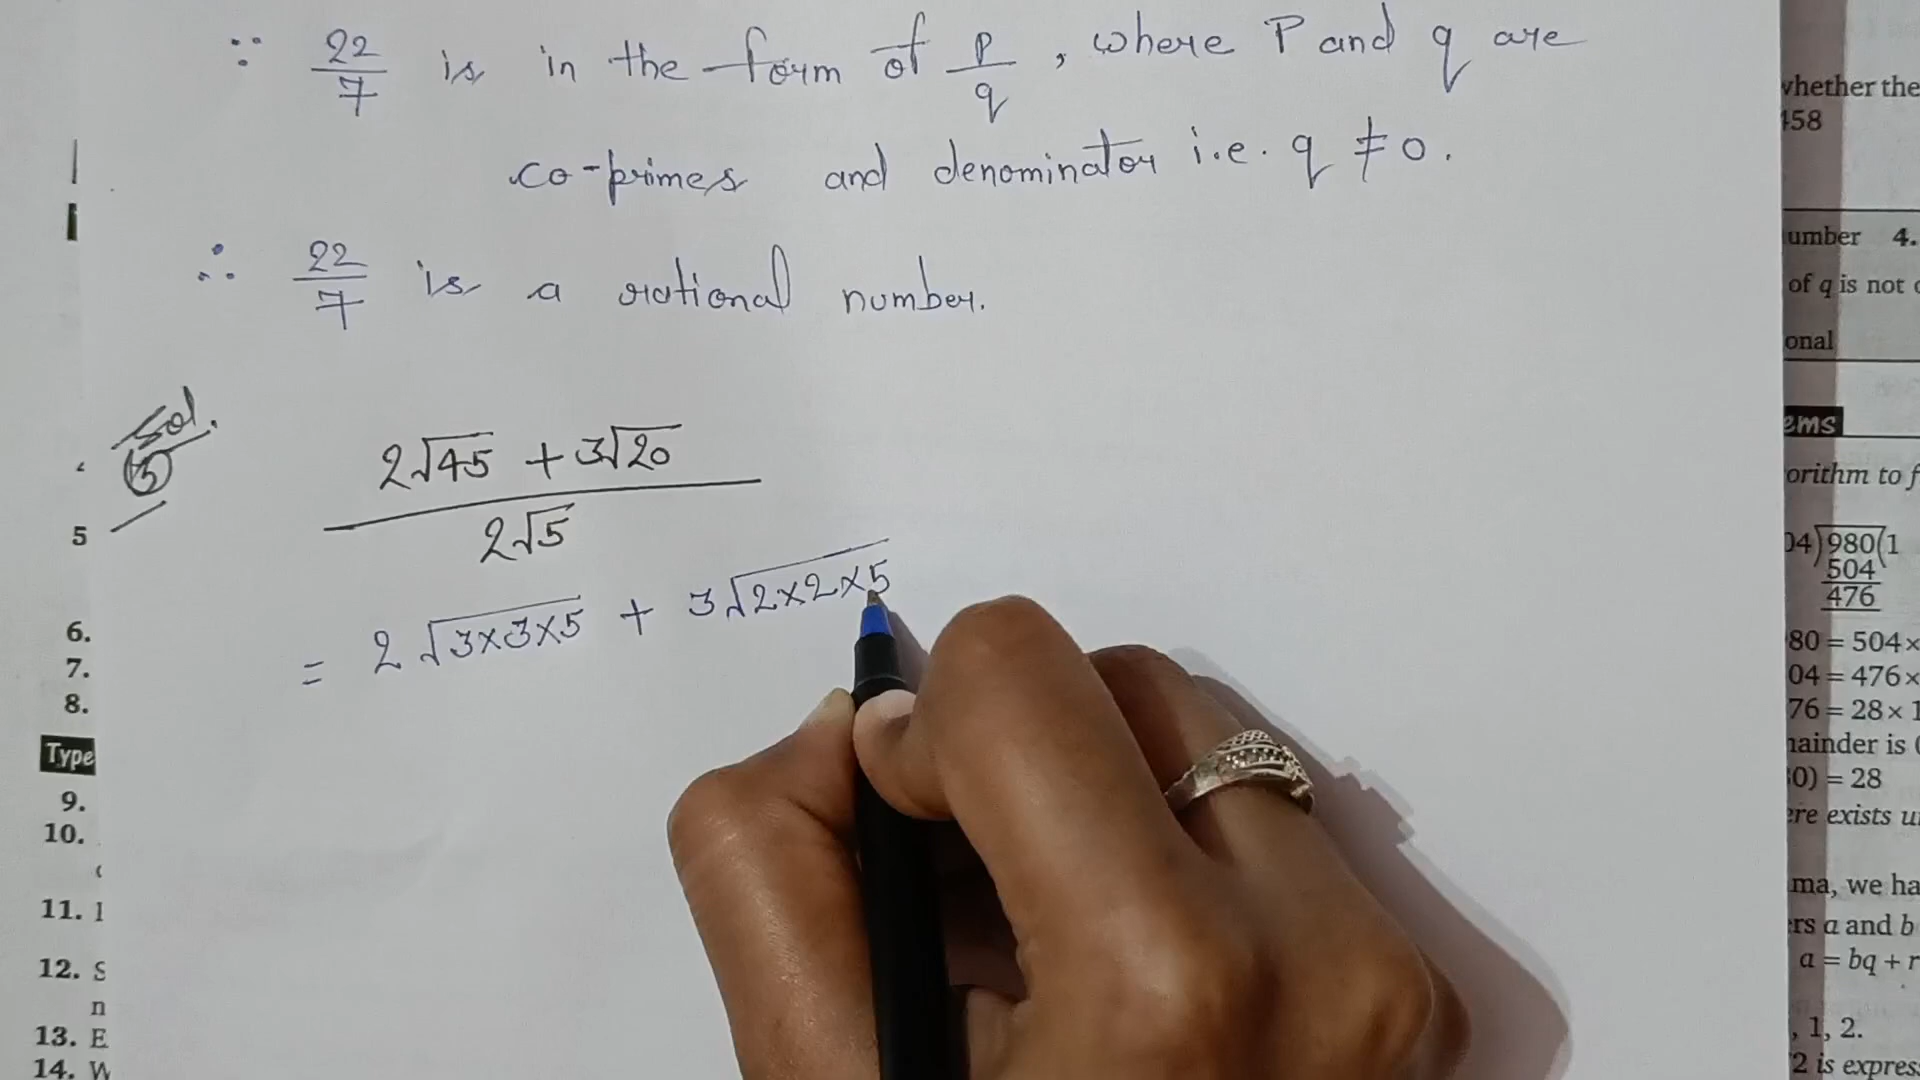 ∵ 22/7 is in the form of p/q, where P and q are
co-primes and denominator i.e. q ≠ 0.
∴ 22/7 is a rational number.
Sol.
5
2√45 + 3√20
2√5
= 2√3×3×5 + 3√2×2×5
5
6.
7.
8.
Type
9.
10.
11.
12. S
n
13. E
14. W
whether the
458
umber 4.
of q is not
onal
ems
orithm to f
04)980(1
504
476
80 = 504×
04 = 476×
76 = 28× 1
nainder is 0
0) = 28
ere exists u
ma, we ha
rs a and b
a = bq + r
, 1, 2.
2 is expres